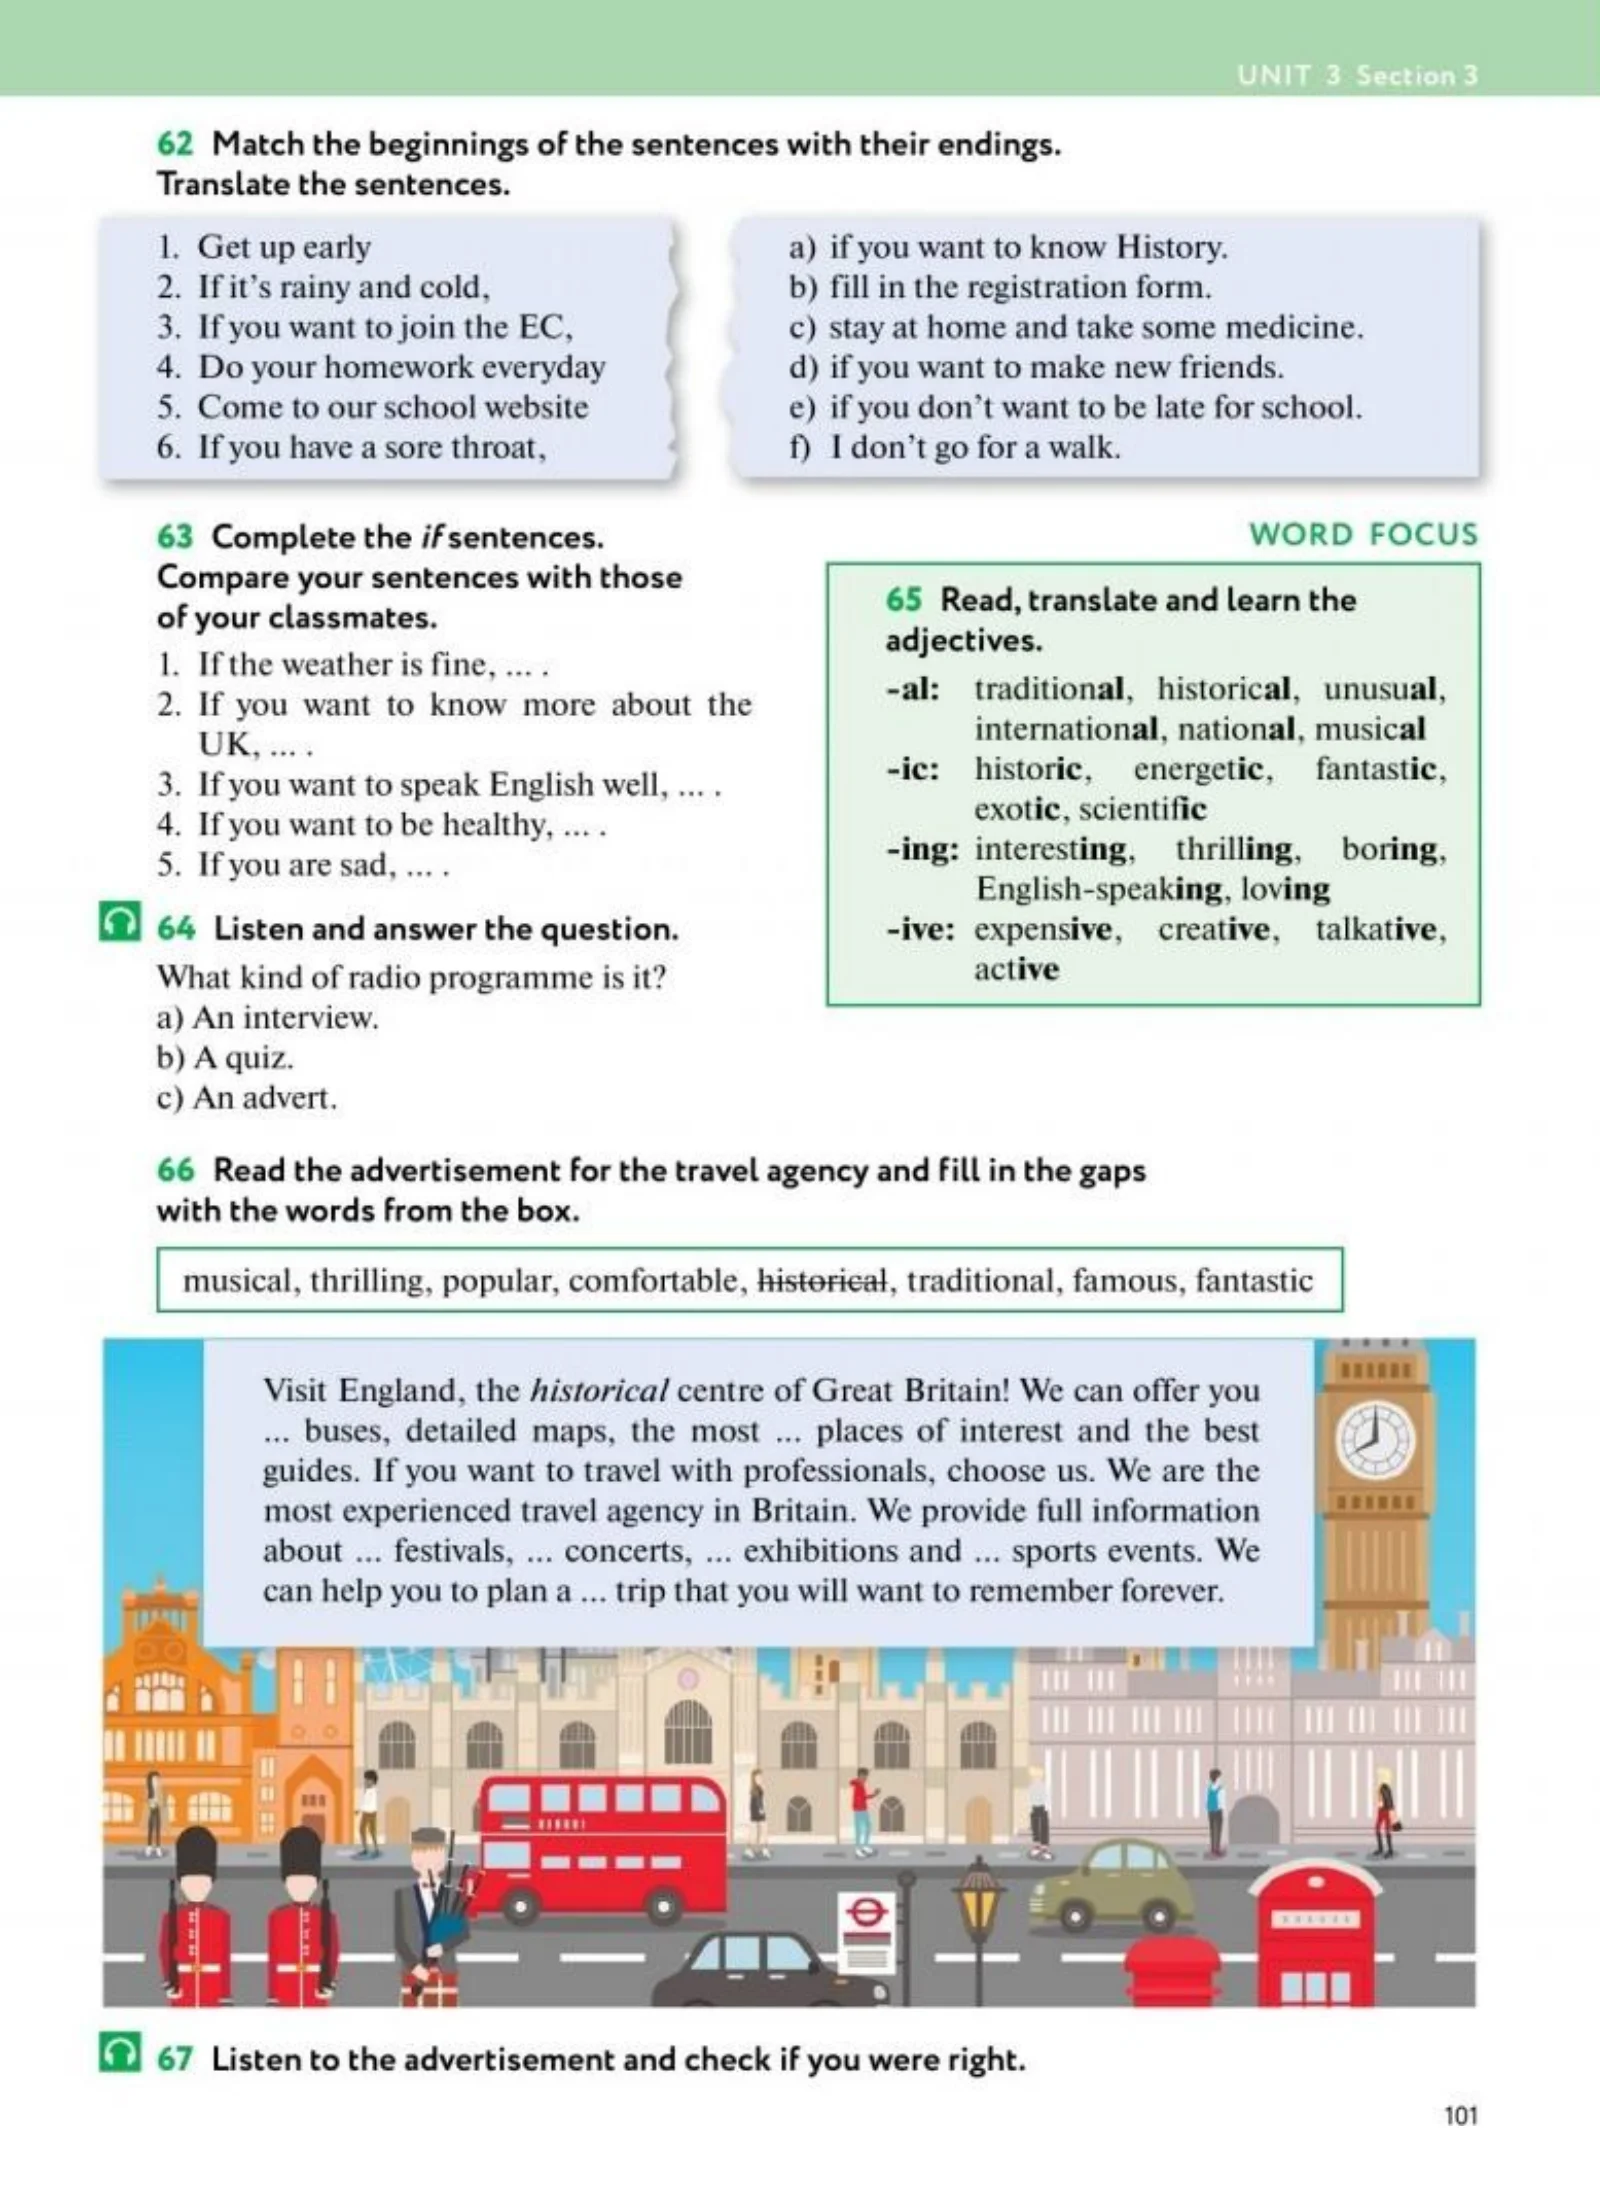 UNIT 3 Section 3
62 Match the beginnings of the sentences with their endings.
Translate the sentences.
1. Get up early
2. If it's rainy and cold,
3. If you want to join the EC,
4. Do your homework everyday
5. Come to our school website
6. If you have a sore throat,
a) if you want to know History.
b) fill in the registration form.
c) stay at home and take some medicine.
d) if you want to make new friends.
e) if you don't want to be late for school.
f) I don't go for a walk.
63 Complete the if sentences.
Compare your sentences with those
of your classmates.
1. If the weather is fine, ... .
2. If you want to know more about the
UK, ... .
3. If you want to speak English well, ... .
4. If you want to be healthy, ... .
5. If you are sad, ... .
64 Listen and answer the question.
What kind of radio programme is it?
a) An interview.
b) A quiz.
c) An advert.
WORD FOCUS
65 Read, translate and learn the
adjectives.
-al: traditional, historical, unusual,
international, national, musical
-ic: historic, energetic, fantastic,
exotic, scientific
-ing: interesting, thrilling, boring,
English-speaking, loving
-ive: expensive, creative, talkative,
active
66 Read the advertisement for the travel agency and fill in the gaps
with the words from the box.
musical, thrilling, popular, comfortable, historical, traditional, famous, fantastic
Visit England, the historical centre of Great Britain! We can offer you
... buses, detailed maps, the most ... places of interest and the best
guides. If you want to travel with professionals, choose us. We are the
most experienced travel agency in Britain. We provide full information
about ... festivals, ... concerts, ... exhibitions and ... sports events. We
can help you to plan a ... trip that you will want to remember forever.
67 Listen to the advertisement and check if you were right.
101